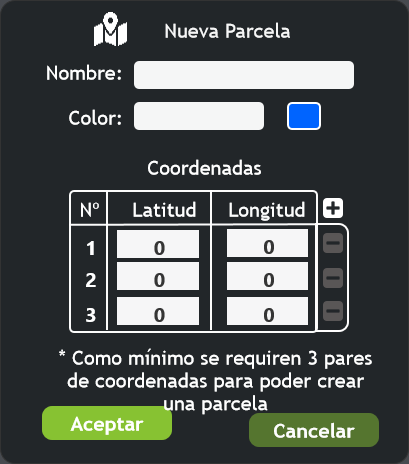 Nueva Parcela
Nombre:
Color:
Coordenadas
Nº Latitud Longitud
1 0 0
2 0 0
3 0 0
* Como mínimo se requiren 3 pares
de coordenadas para poder crear
una parcela
Aceptar Cancelar